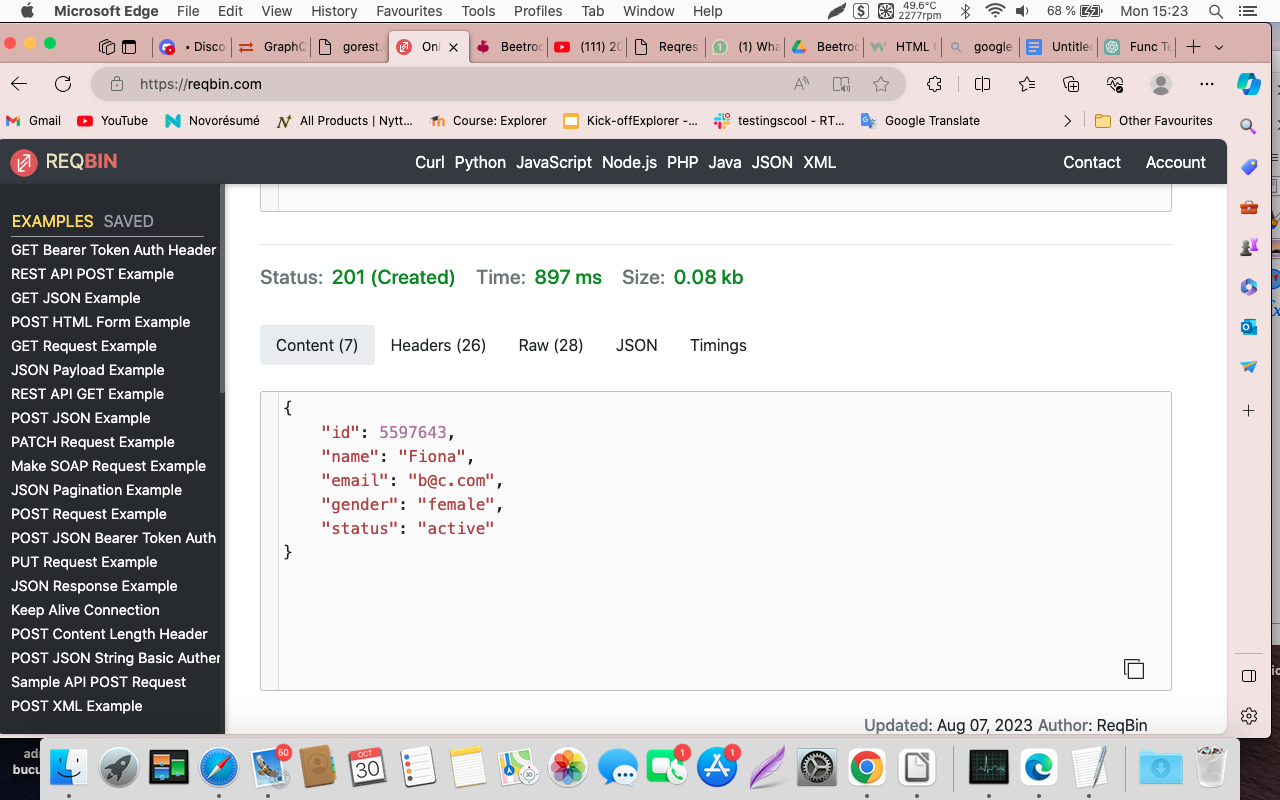 Microsoft Edge File Edit View History Favourites Tools Profiles Tab Window Help 49.6°C 2277rpm 68 % Mon 15:23
• Disco GraphQ gorest. Onl Beetroo (111) 20 Reqres (1) Wha Beetroo HTML google Untitle Func Te
https://reqbin.com
Gmail YouTube Novorésumé All Products | Nytt... Course: Explorer Kick-offExplorer -... testingscool - RT... Google Translate Other Favourites
REQBIN Curl Python JavaScript Node.js PHP Java JSON XML Contact Account
EXAMPLES SAVED
GET Bearer Token Auth Header
REST API POST Example
GET JSON Example
POST HTML Form Example
GET Request Example
JSON Payload Example
REST API GET Example
POST JSON Example
PATCH Request Example
Make SOAP Request Example
JSON Pagination Example
POST Request Example
POST JSON Bearer Token Auth
PUT Request Example
JSON Response Example
Keep Alive Connection
POST Content Length Header
POST JSON String Basic Auther
Sample API POST Request
POST XML Example
Status: 201 (Created) Time: 897 ms Size: 0.08 kb
Content (7) Headers (26) Raw (28) JSON Timings
{
"id": 5597643,
"name": "Fiona",
"email": "b@c.com",
"gender": "female",
"status": "active"
}
Updated: Aug 07, 2023 Author: ReqBin
bucu
50
OCT
30
1
1